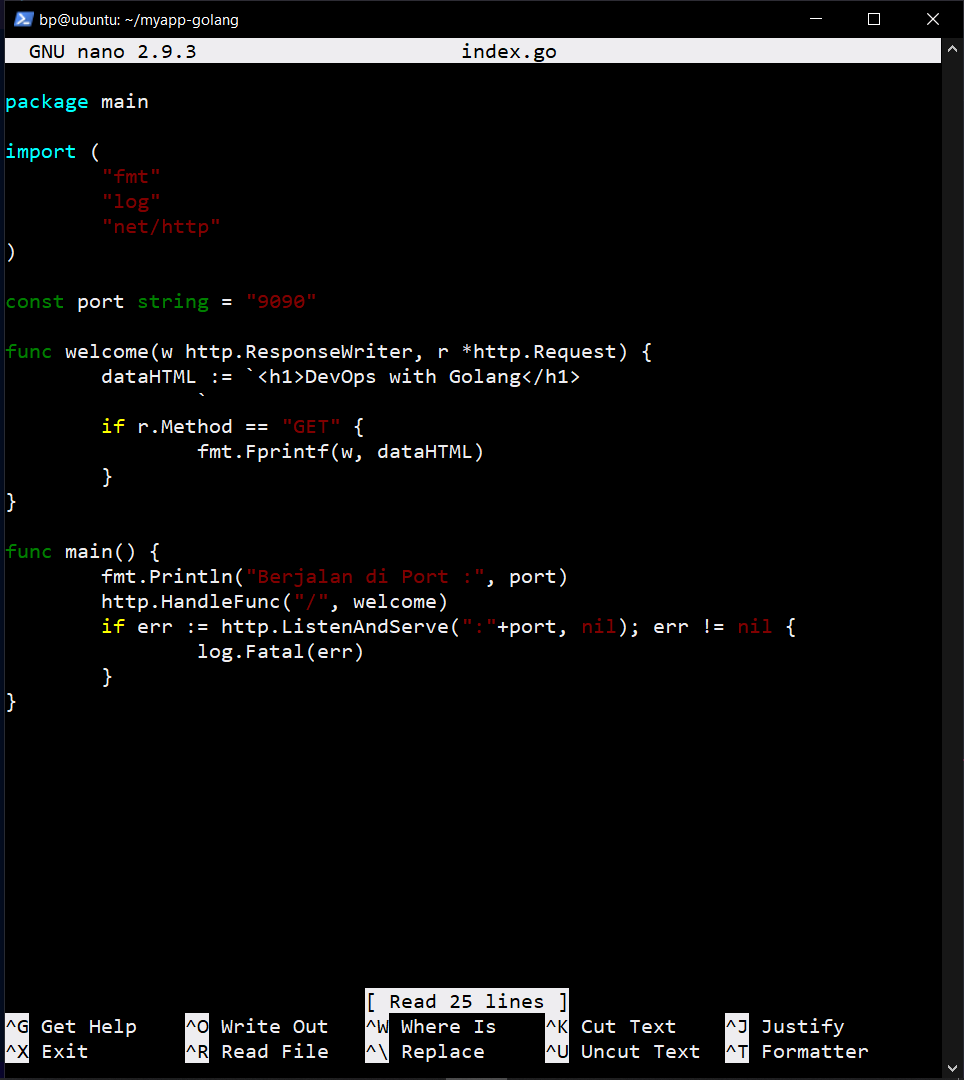 bp@ubuntu: ~/myapp-golang
GNU nano 2.9.3 index.go
package main
import (
"fmt"
"log"
"net/http"
)
const port string = "9090"
func welcome(w http.ResponseWriter, r *http.Request) {
dataHTML := `<h1>DevOps with Golang</h1>
`
if r.Method == "GET" {
fmt.Fprintf(w, dataHTML)
}
}
func main() {
fmt.Println("Berjalan di Port :", port)
http.HandleFunc("/", welcome)
if err := http.ListenAndServe(":"+port, nil); err != nil {
log.Fatal(err)
}
}
[ Read 25 lines ]
^G Get Help ^O Write Out ^W Where Is ^K Cut Text ^J Justify
^X Exit ^R Read File ^\ Replace ^U Uncut Text ^T Formatter